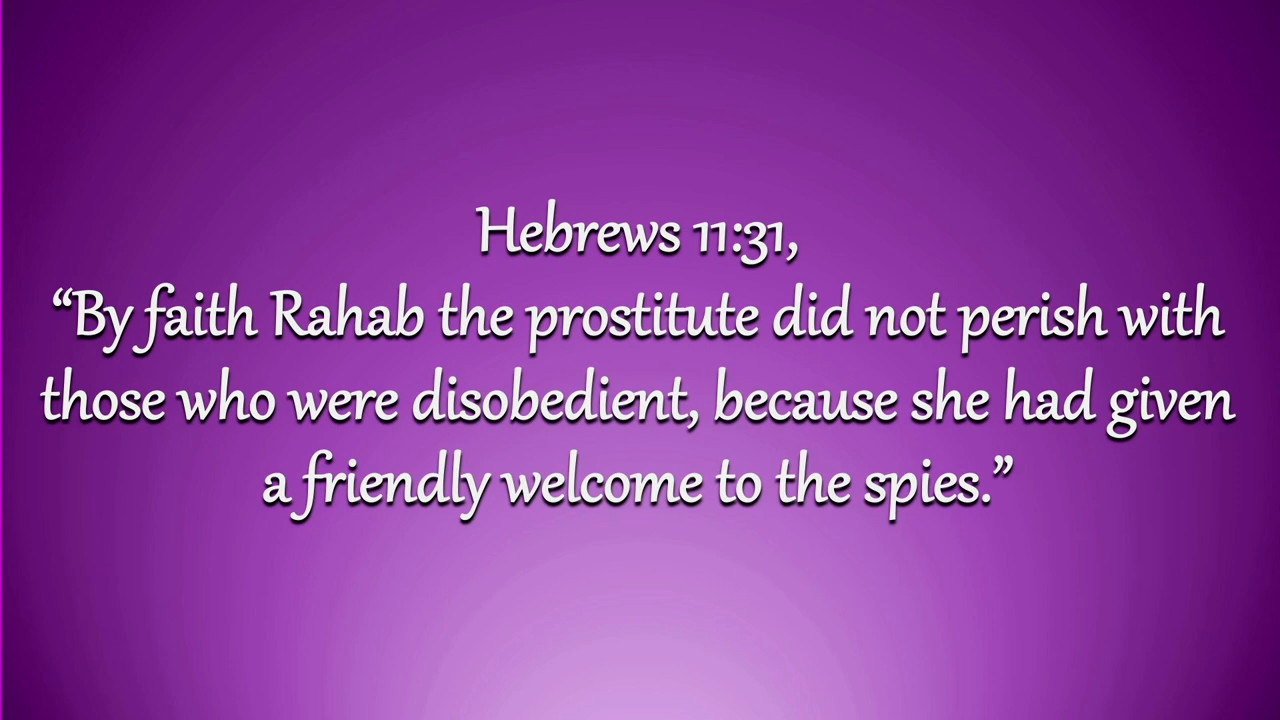 Hebrews 11:31,
“By faith Rahab the prostitute did not perish with
those who were disobedient, because she had given
a friendly welcome to the spies.”